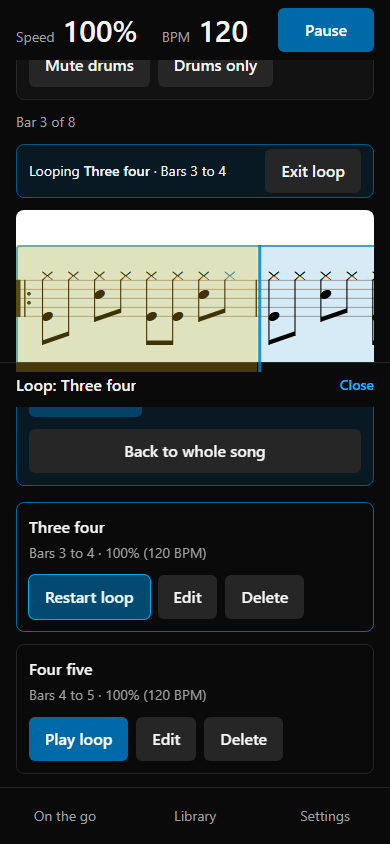 Speed 100% BPM 120 Pause
Mute drums Drums only
Bar 3 of 8
Looping Three four · Bars 3 to 4 Exit loop
Loop: Three four Close
Back to whole song
Three four
Bars 3 to 4 · 100% (120 BPM)
Restart loop Edit Delete
Four five
Bars 4 to 5 · 100% (120 BPM)
Play loop Edit Delete
On the go Library Settings